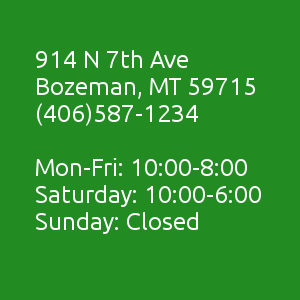 914 N 7th Ave
Bozeman, MT 59715
(406)587-1234
Mon-Fri: 10:00-8:00
Saturday: 10:00-6:00
Sunday: Closed